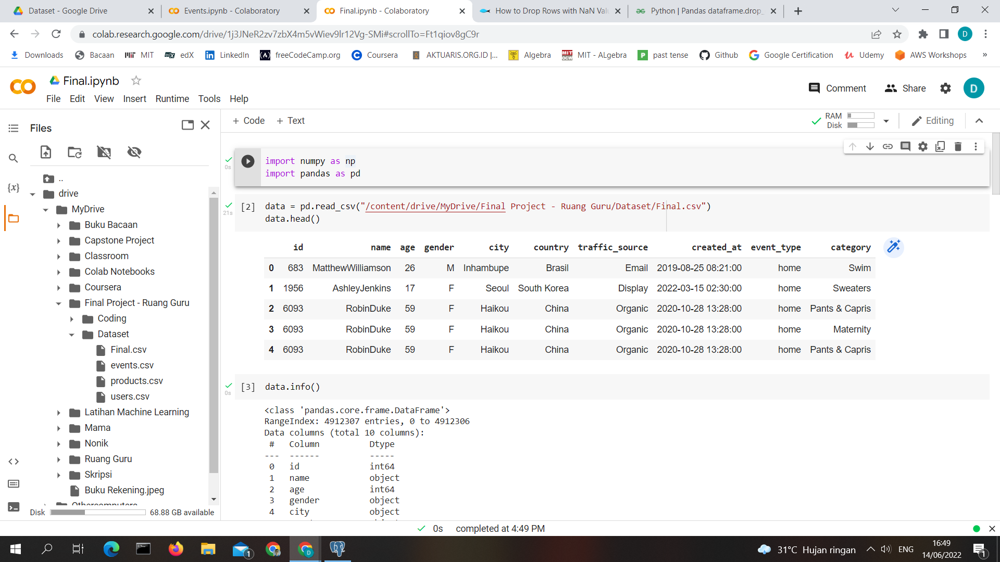 Dataset - Google Drive
Events.ipynb - Colaboratory
Final.ipynb - Colaboratory
How to Drop Rows with NaN Val
Python | Pandas dataframe.drop_
colab.research.google.com/drive/1j3JNeR2zv7zbX4m5vWiev9lr12Vg-SMi#scrollTo=Ft1qiov8gC9r
D
Downloads
Bacaan
MIT
edX
LinkedIn
freeCodeCamp.org
Coursera
AKTUARIS.ORG.ID |...
Algebra
MIT - ALgebra
past tense
Github
Google Certification
Udemy
AWS Workshops
»
Final.ipynb
File Edit View Insert Runtime Tools Help
Comment
Share
D
Files
+ Code + Text
RAM
Disk
Editing
..
drive
MyDrive
Buku Bacaan
Capstone Project
Classroom
Colab Notebooks
Coursera
Final Project - Ruang Guru
Coding
Dataset
Final.csv
events.csv
products.csv
users.csv
Latihan Machine Learning
Mama
Nonik
Ruang Guru
Skripsi
Buku Rekening.jpeg
Othercomputers
Disk 68.88 GB available
0s
import numpy as np
import pandas as pd
21s
[2] data = pd.read_csv("/content/drive/MyDrive/Final Project - Ruang Guru/Dataset/Final.csv")
data.head()
id name age gender city country traffic_source created_at event_type category
0 683 MatthewWilliamson 26 M Inhambupe Brasil Email 2019-08-25 08:21:00 home Swim
1 1956 AshleyJenkins 17 F Seoul South Korea Display 2022-03-15 02:30:00 home Sweaters
2 6093 RobinDuke 59 F Haikou China Organic 2020-10-28 13:28:00 home Pants & Capris
3 6093 RobinDuke 59 F Haikou China Organic 2020-10-28 13:28:00 home Maternity
4 6093 RobinDuke 59 F Haikou China Organic 2020-10-28 13:28:00 home Pants & Capris
0s
[3] data.info()
<class 'pandas.core.frame.DataFrame'>
RangeIndex: 4912307 entries, 0 to 4912306
Data columns (total 10 columns):
# Column Dtype
--- ------ -----
0 id int64
1 name object
2 age int64
3 gender object
4 city object
0s completed at 4:49 PM
1
D
31°C Hujan ringan
ENG
16:49
14/06/2022
1